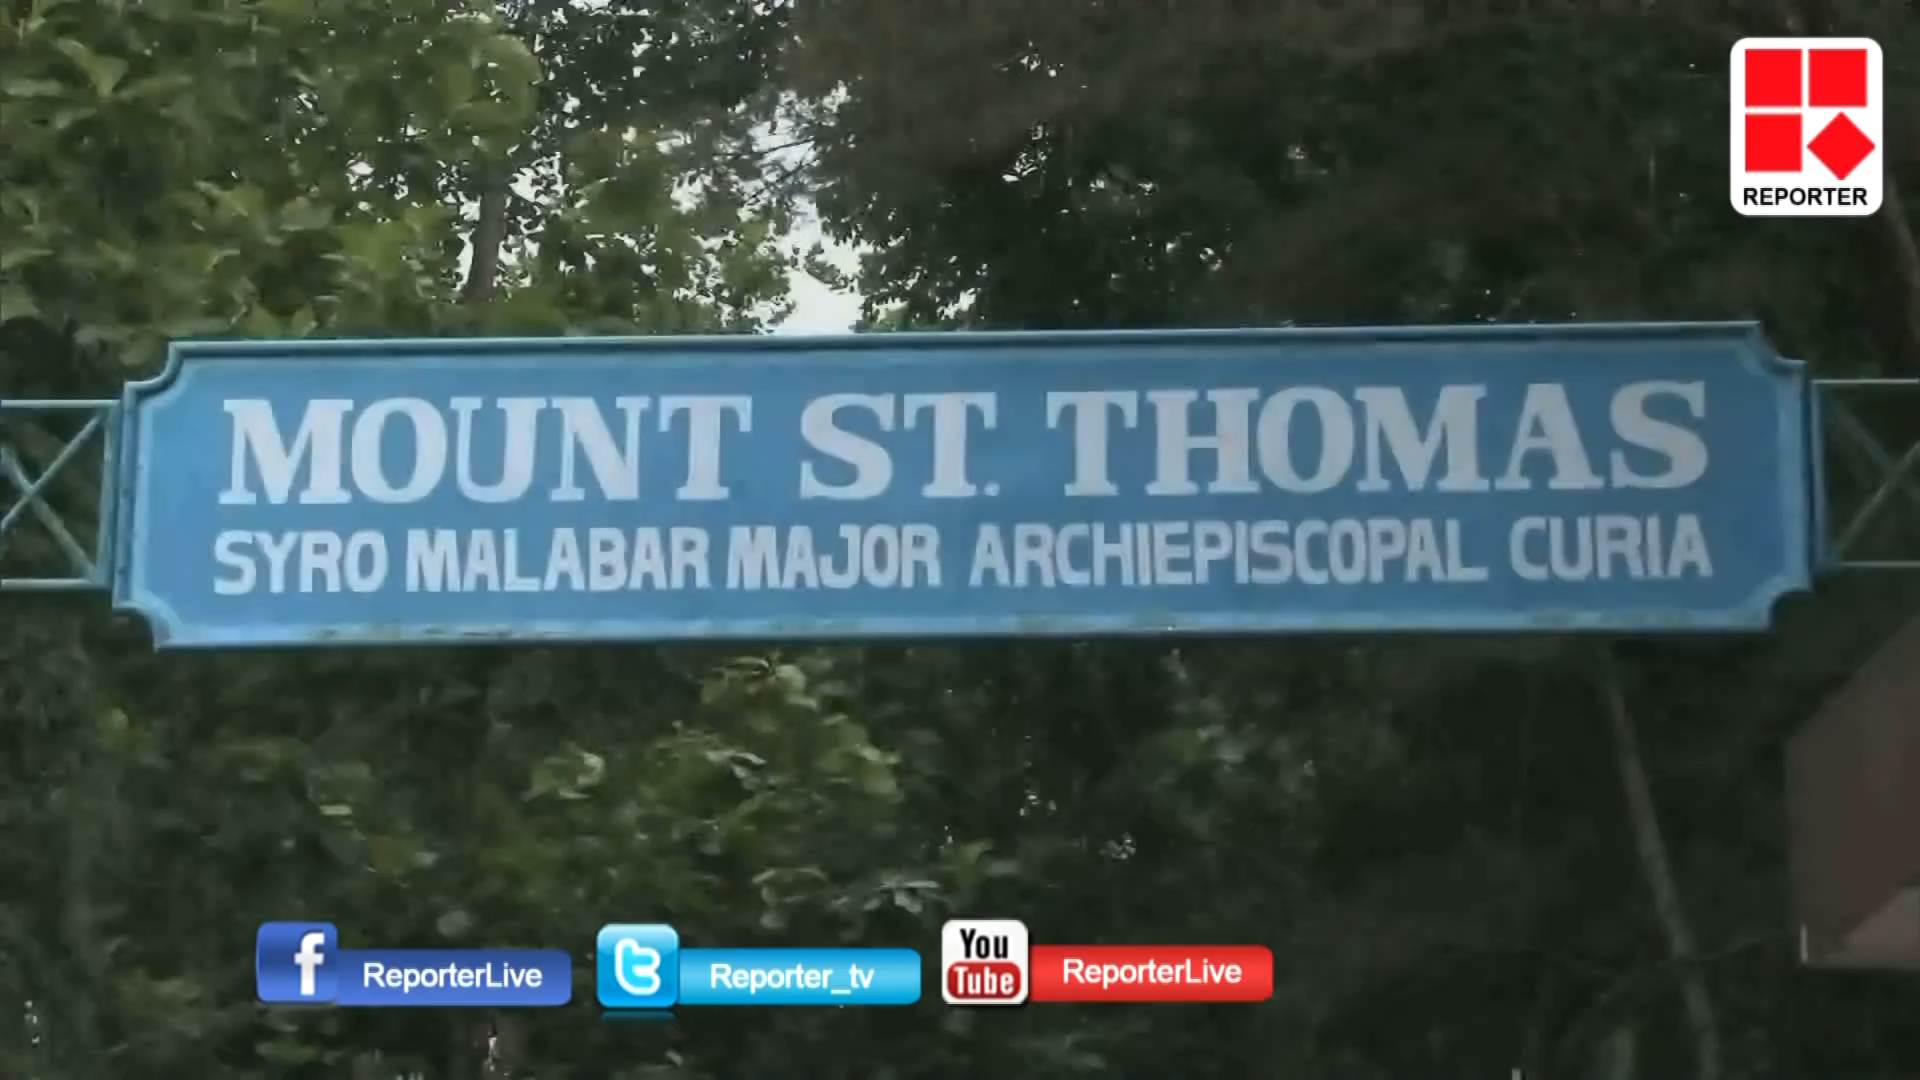 REPORTER
MOUNT ST. THOMAS
SYRO MALABAR MAJOR ARCHIEPISCOPAL CURIA
f ReporterLive
t Reporter_tv
You Tube ReporterLive